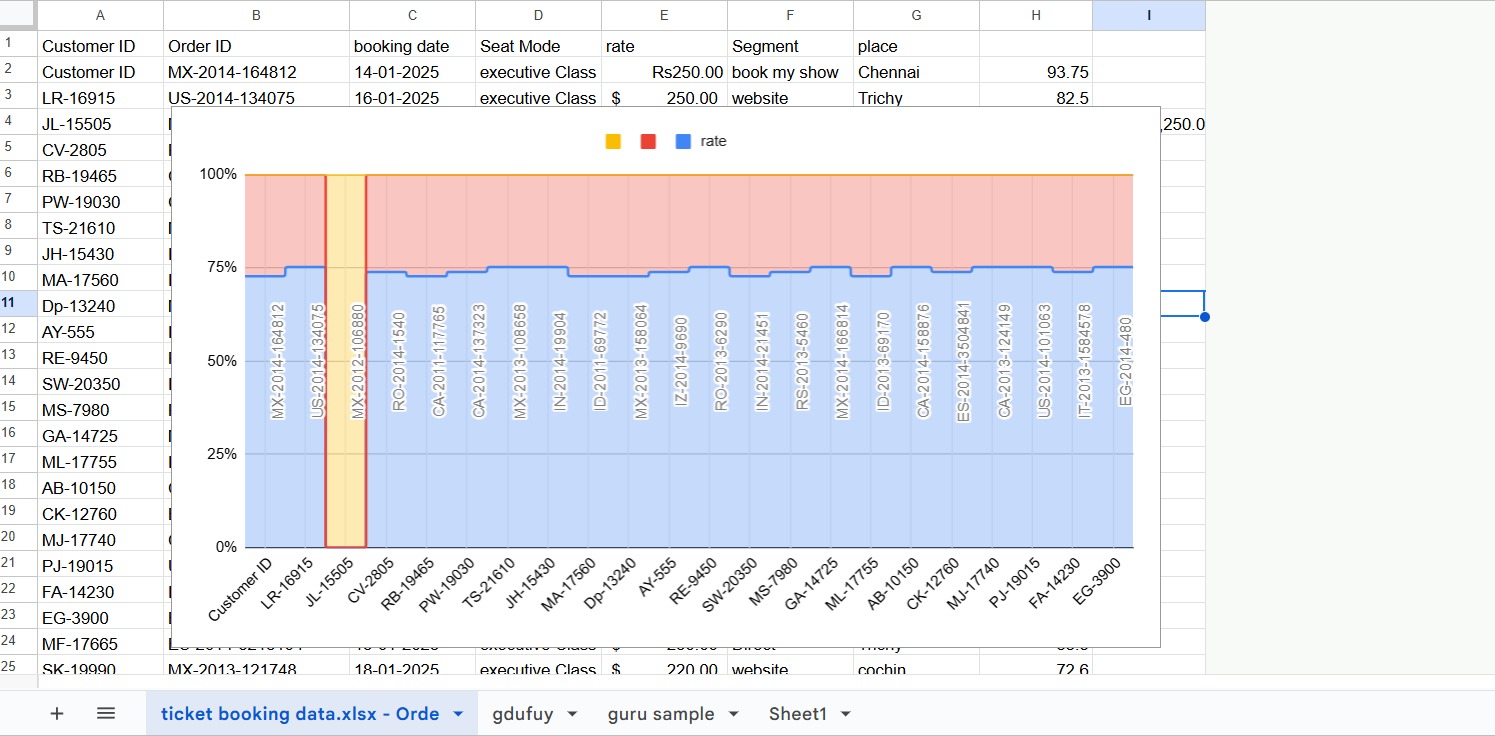 A B C D E F G H I
1 Customer ID Order ID booking date Seat Mode rate Segment place
2 Customer ID MX-2014-164812 14-01-2025 executive Class Rs250.00 book my show Chennai 93.75
3 LR-16915 US-2014-134075 16-01-2025 executive Class $ 250.00 website Trichy 82.5
4 JL-15505 ,250.0
5 CV-2805
6 RB-19465
7 PW-19030
8 TS-21610
9 JH-15430
10 MA-17560
11 Dp-13240
12 AY-555
13 RE-9450
14 SW-20350
15 MS-7980
16 GA-14725
17 ML-17755
18 AB-10150
19 CK-12760
20 MJ-17740
21 PJ-19015
22 FA-14230
23 EG-3900
24 MF-17665
25 SK-19990 MX-2013-121748 18-01-2025 executive Class $ 220.00 website cochin 72.6
rate
100%
75%
50%
25%
0%
MX-2014-164812
US-2014-134075
MX-2012-106880
RO-2014-1540
CA-2011-117765
CA-2014-137323
MX-2013-108658
IN-2014-19904
ID-2011-69772
MX-2013-158064
IZ-2014-9690
RO-2013-6290
IN-2014-21451
RS-2013-5460
MX-2014-166814
ID-2013-69170
CA-2014-158876
ES-2014-3504841
CA-2013-124149
US-2014-101063
IT-2013-1584578
EG-2014-480
Customer ID
LR-16915
JL-15505
CV-2805
RB-19465
PW-19030
TS-21610
JH-15430
MA-17560
Dp-13240
AY-555
RE-9450
SW-20350
MS-7980
GA-14725
ML-17755
AB-10150
CK-12760
MJ-17740
PJ-19015
FA-14230
EG-3900
ticket booking data.xlsx - Orde gdufuy guru sample Sheet1